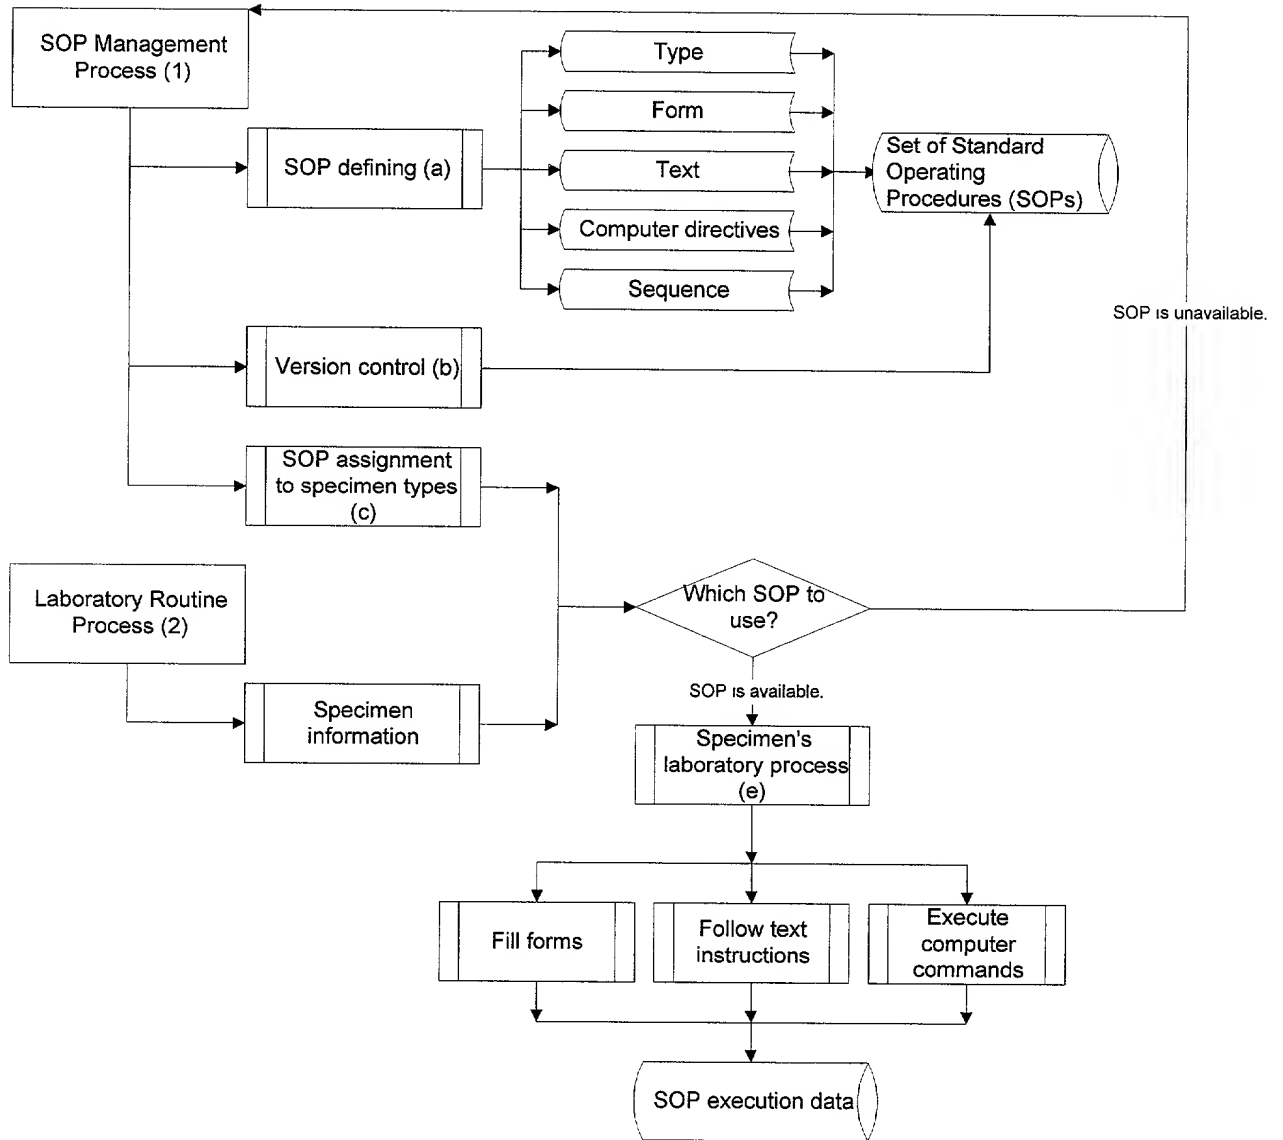 SOP Management
Process (1)
Type
Form
SOP defining (a)
Text
Computer directives
Sequence
Set of Standard
Operating
Procedures (SOPs)
SOP is unavailable.
Version control (b)
SOP assignment
to specimen types
(c)
Laboratory Routine
Process (2)
Which SOP to
use?
SOP is available.
Specimen
information
Specimen's
laboratory process
(e)
Fill forms
Follow text
instructions
Execute
computer
commands
SOP execution data